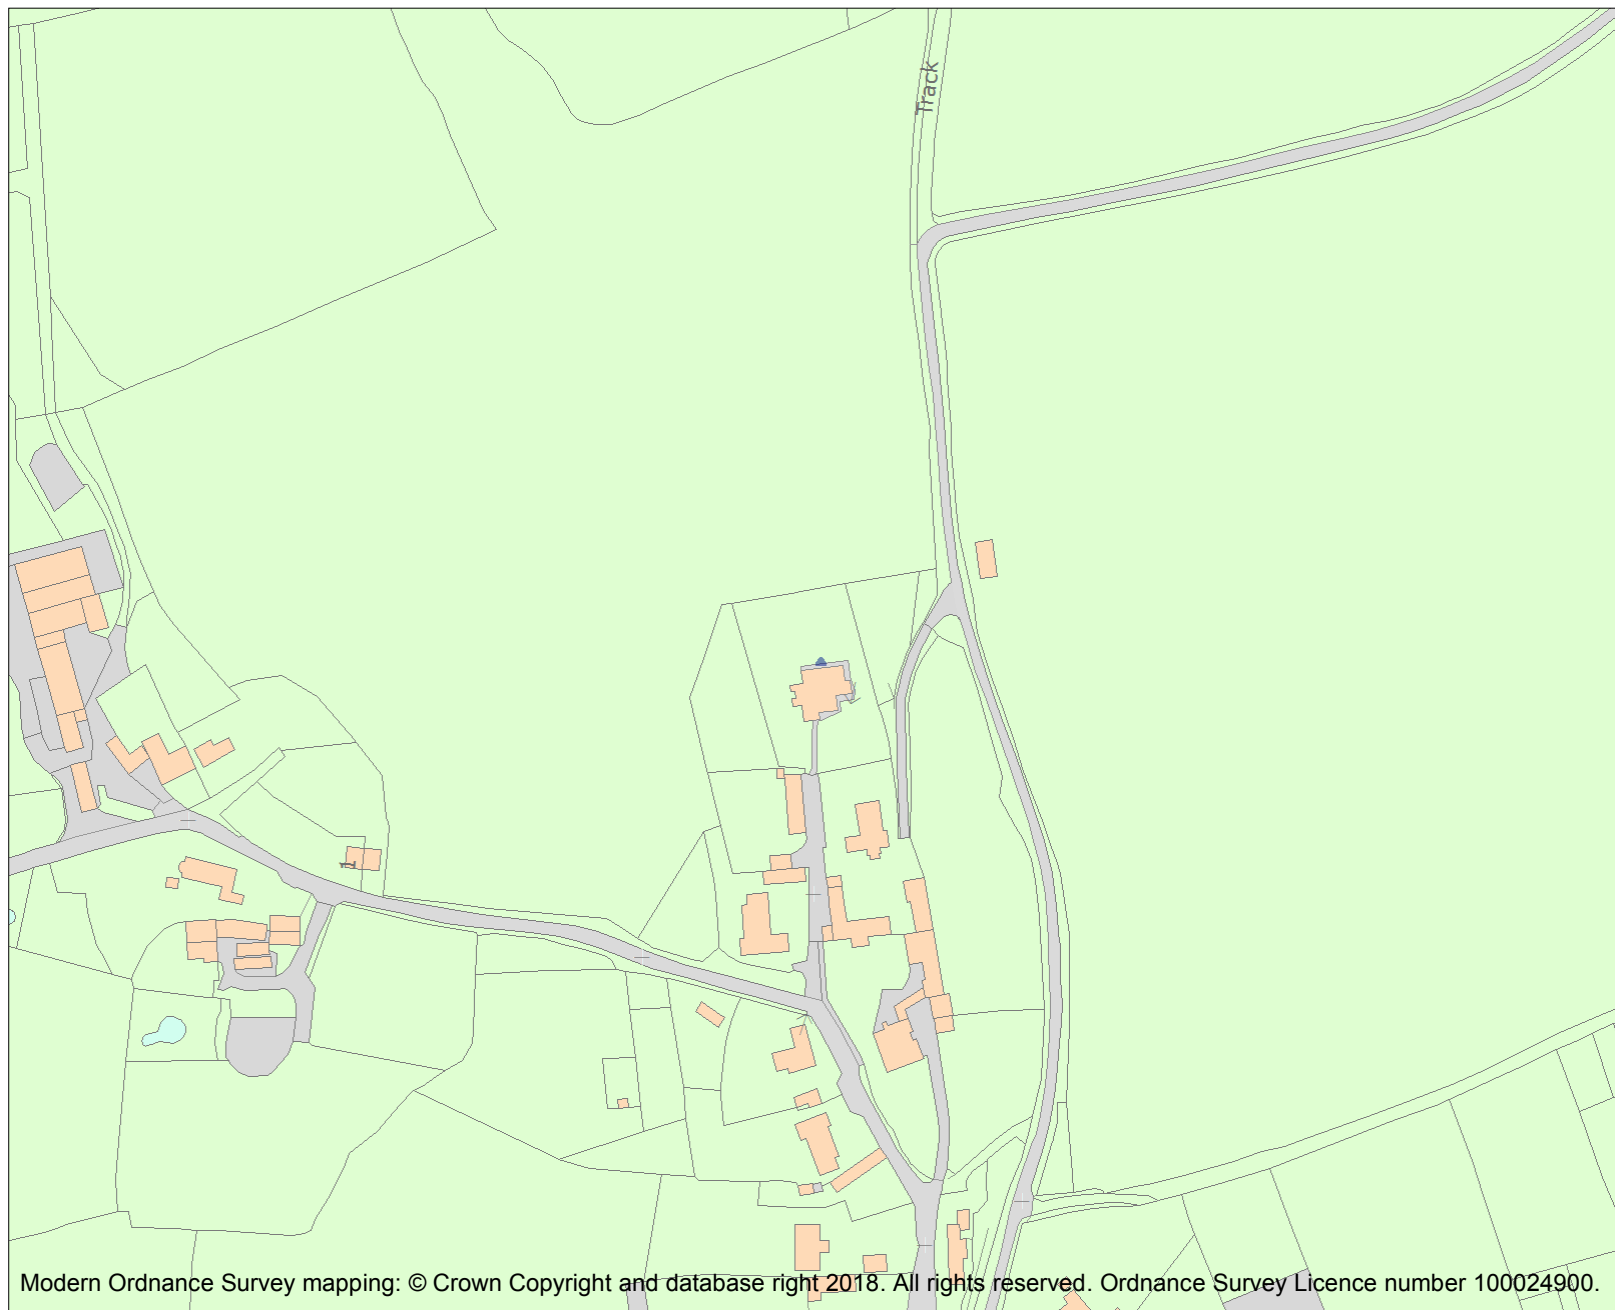 Track
1
Modern Ordnance Survey mapping: © Crown Copyright and database right 2018. All rights reserved. Ordnance Survey Licence number 100024900.